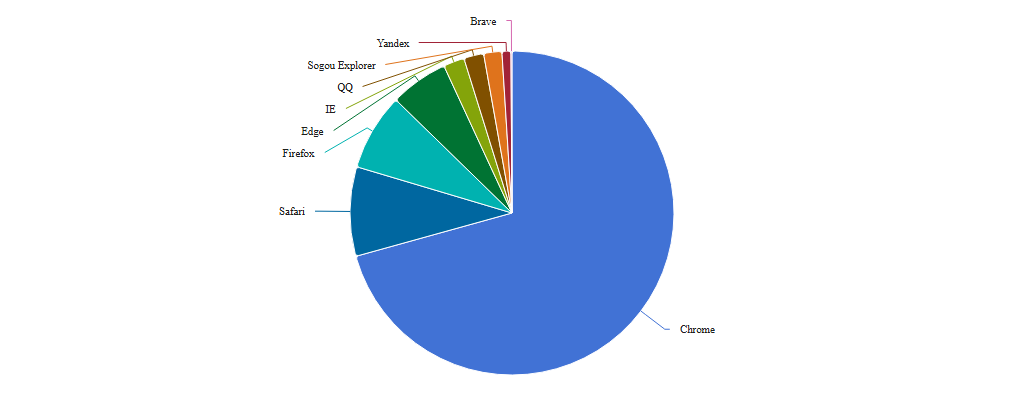 Brave
Yandex
Sogou Explorer
QQ
IE
Edge
Firefox
Safari
Chrome